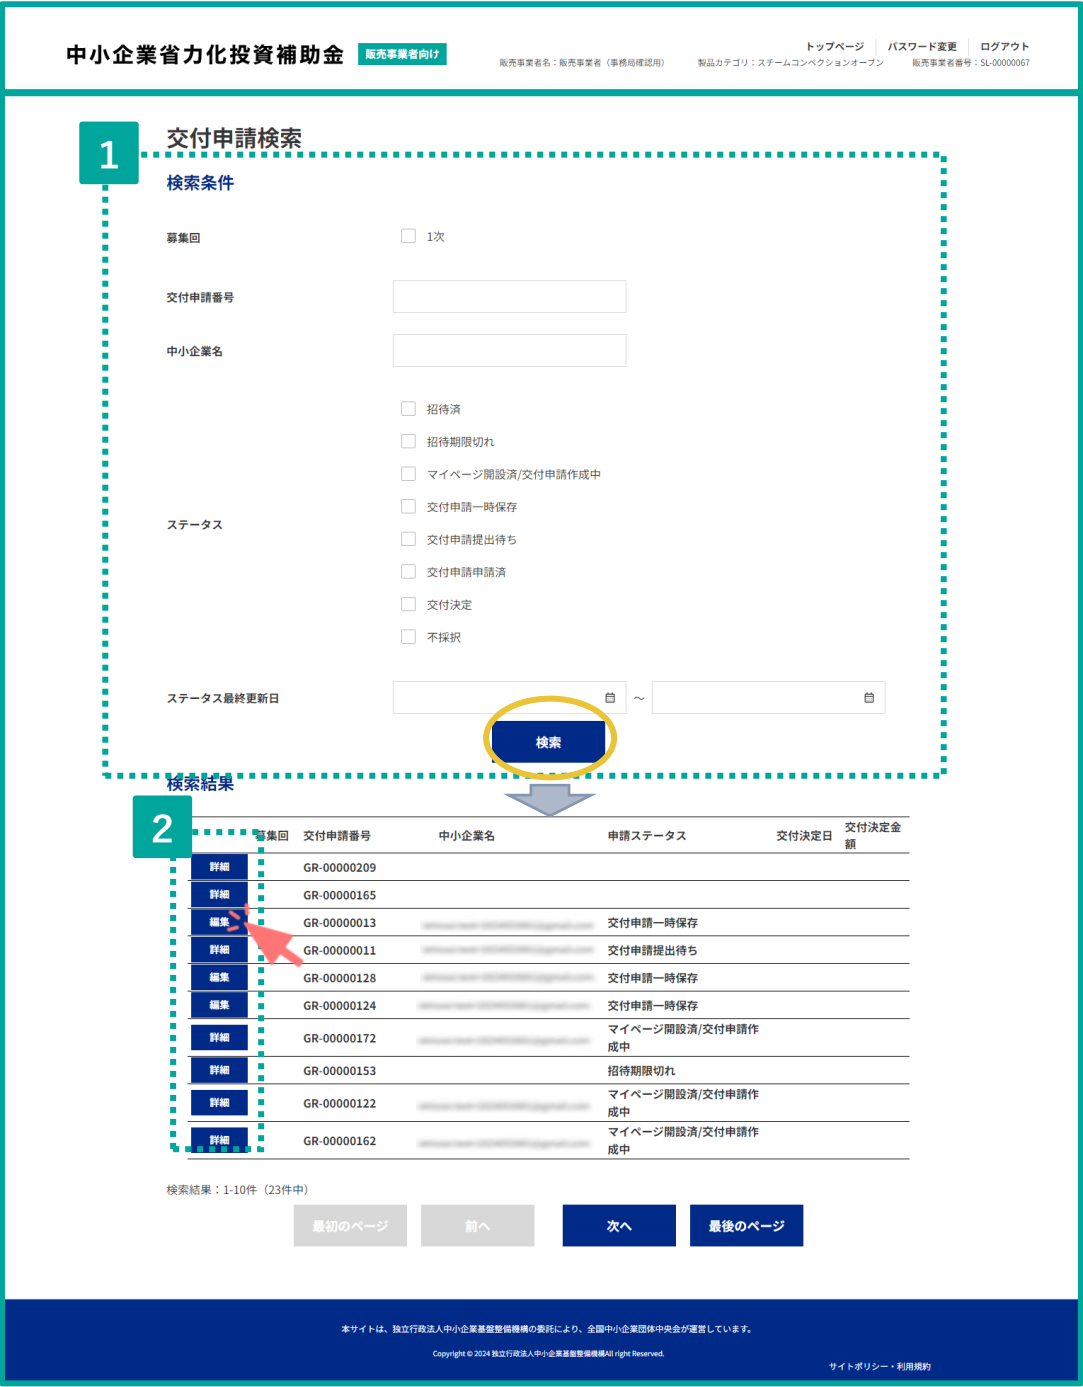 中小企業省力化投資補助金 販売事業者向け
トップページ パスワード変更 ログアウト
販売事業者名：販売事業者（事務局確認用） 製品カテゴリ：スチームコンベクションオーブン 販売事業者番号：SL-00000067
1
交付申請検索
検索条件
募集回 1次
交付申請番号
中小企業名
招待済
招待期限切れ
マイページ開設済/交付申請作成中
交付申請一時保存
ステータス
交付申請提出待ち
交付申請申請済
交付決定
不採択
ステータス最終更新日 ～
検索
検索結果
2
募集回 交付申請番号 中小企業名 申請ステータス 交付決定日 交付決定金
額
詳細 GR-00000209
詳細 GR-00000165
編集 GR-00000013 交付申請一時保存
詳細 GR-00000011 交付申請提出待ち
編集 GR-00000128 交付申請一時保存
編集 GR-00000124 交付申請一時保存
詳細 GR-00000172 マイページ開設済/交付申請作
成中
詳細 GR-00000153 招待期限切れ
詳細 GR-00000122 マイページ開設済/交付申請作
成中
詳細 GR-00000162 マイページ開設済/交付申請作
成中
検索結果：1-10件（23件中）
最初のページ 前へ 次へ 最後のページ
本サイトは、独立行政法人中小企業基盤整備機構の委託により、全国中小企業団体中央会が運営しています。
Copyright © 2024 独立行政法人中小企業基盤整備機構All right Reserved.
サイトポリシー・利用規約